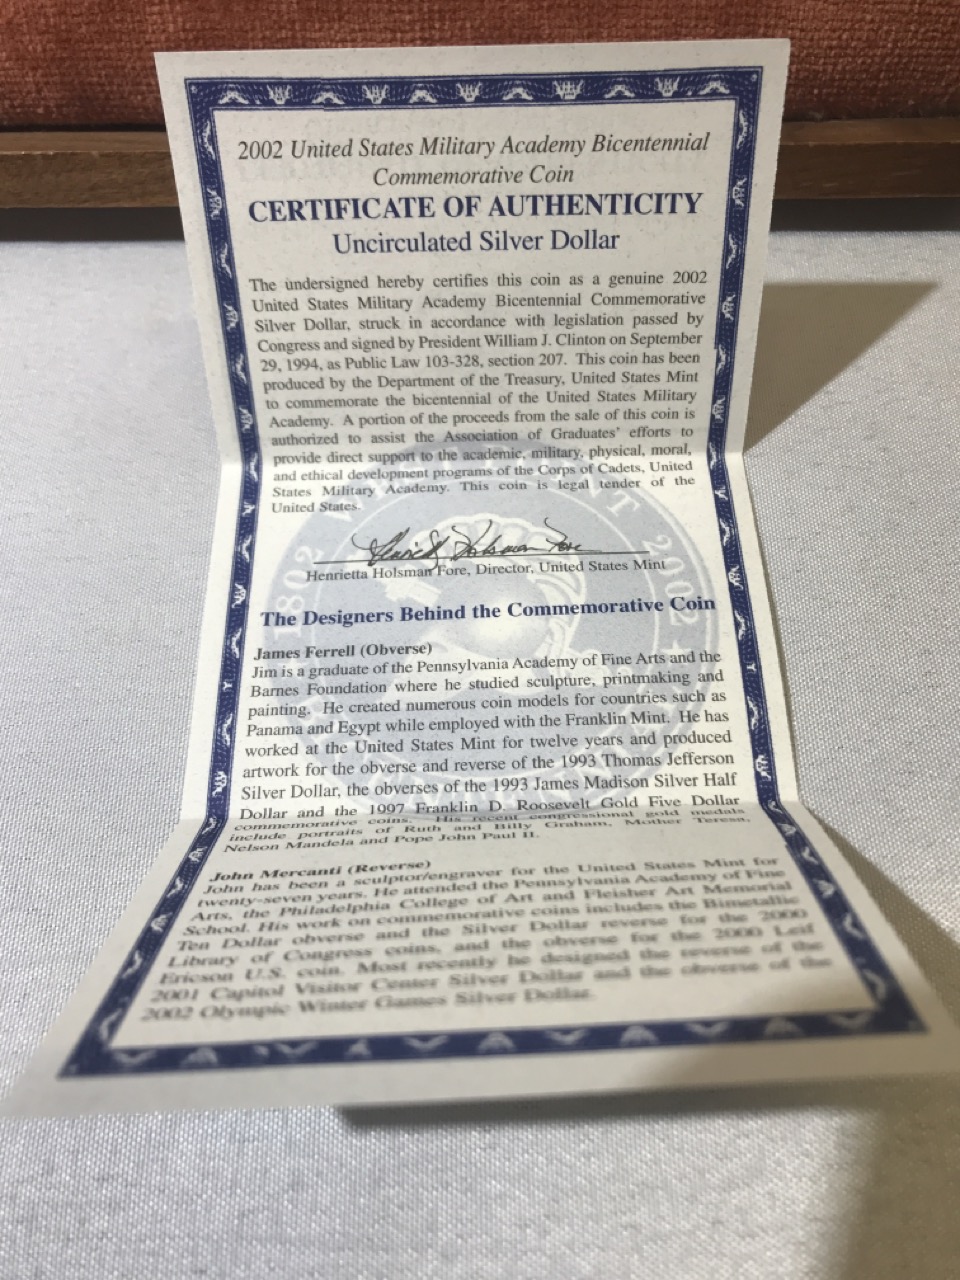 2002 United States Military Academy Bicentennial
Commemorative Coin
CERTIFICATE OF AUTHENTICITY
Uncirculated Silver Dollar
The undersigned hereby certifies this coin as a genuine 2002
United States Military Academy Bicentennial Commemorative
Silver Dollar, struck in accordance with legislation passed by
Congress and signed by President William J. Clinton on September
29, 1994, as Public Law 103-328, section 207. This coin has been
produced by the Department of the Treasury, United States Mint
to commemorate the bicentennial of the United States Military
Academy. A portion of the proceeds from the sale of this coin is
authorized to assist the Association of Graduates' efforts to
provide direct support to the academic, military, physical, moral,
and ethical development programs of the Corps of Cadets, United
States Military Academy. This coin is legal tender of the
United States.
Henrietta Holsman Fore
Henrietta Holsman Fore, Director, United States Mint
1802 WEST POINT 2002
The Designers Behind the Commemorative Coin
James Ferrell (Obverse)
Jim is a graduate of the Pennsylvania Academy of Fine Arts and the
Barnes Foundation where he studied sculpture, printmaking and
painting. He created numerous coin models for countries such as
Panama and Egypt while employed with the Franklin Mint. He has
worked at the United States Mint for twelve years and produced
artwork for the obverse and reverse of the 1993 Thomas Jefferson
Silver Dollar, the obverses of the 1993 James Madison Silver Half
Dollar and the 1997 Franklin D. Roosevelt Gold Five Dollar
commemorative coins. His recent congressional gold medals
include portraits of Ruth and Billy Graham, Mother Teresa,
Nelson Mandela and Pope John Paul II.
John Mercanti (Reverse)
John has been a sculptor/engraver for the United States Mint for
twenty-seven years. He attended the Pennsylvania Academy of Fine
Arts, the Philadelphia College of Art and Fleisher Art Memorial
School. His work on commemorative coins includes the Bimetallic
Ten Dollar obverse and the Silver Dollar reverse for the 2000
Library of Congress coins, and the obverse for the 2000 Leif
Ericson U.S. coin. Most recently he designed the reverse of the
2001 Capitol Visitor Center Silver Dollar and the obverse of the
2002 Olympic Winter Games Silver Dollar.